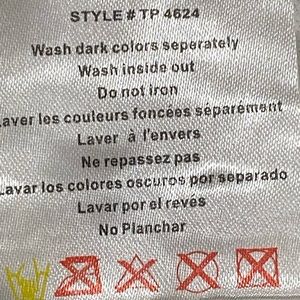 STYLE # TP 4624
Wash dark colors seperately
Wash inside out
Do not iron
Laver les couleurs foncées séparément
Laver à l'envers
Ne repassez pas
Lavar los colores oscuros por separado
Lavar por el revés
No Planchar